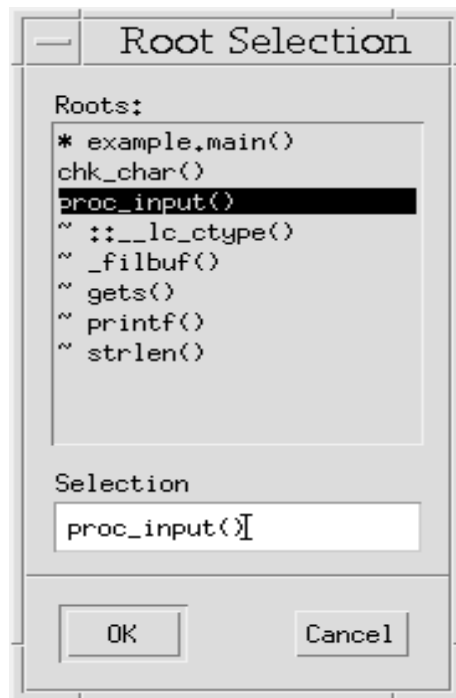 Root Selection
Roots:
* example.main()
chk_char()
proc_input()
~ ::__lc_ctype()
~ _filbuf()
~ gets()
~ printf()
~ strlen()
Selection
proc_input()
OK
Cancel